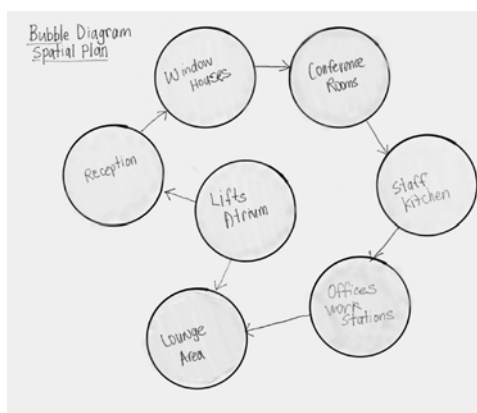 Bubble Diagram
Spatial Plan
Window
Houses
Conference
Rooms
Reception
Lifts
Atrium
Staff
Kitchen
Offices
Work
Stations
Lounge
Area